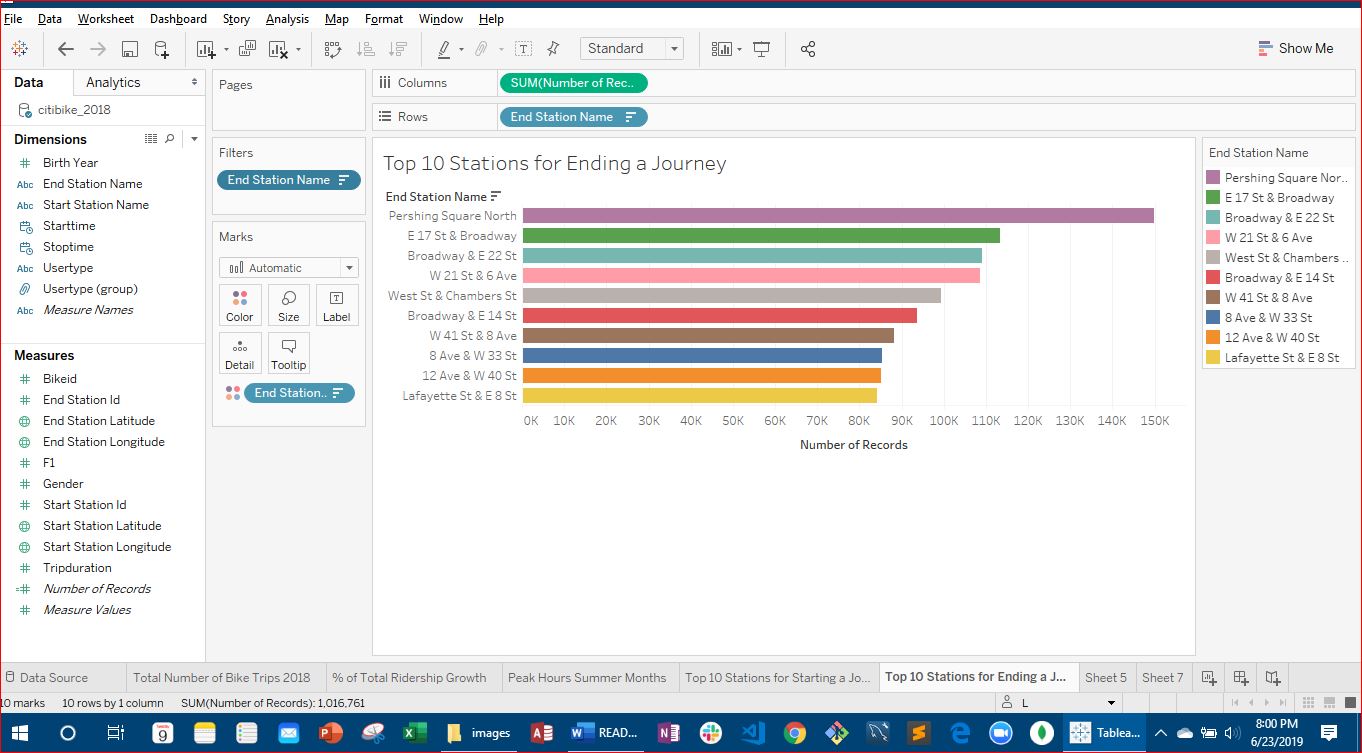 File Data Worksheet Dashboard Story Analysis Map Format Window Help
Standard
Show Me
Data Analytics
citibike_2018
Dimensions
Birth Year
Abc End Station Name
Abc Start Station Name
Starttime
Stoptime
Abc Usertype
Usertype (group)
Abc Measure Names
Measures
Bikeid
End Station Id
End Station Latitude
End Station Longitude
F1
Gender
Start Station Id
Start Station Latitude
Start Station Longitude
Tripduration
Number of Records
Measure Values
Pages
Filters
End Station Name
Marks
Automatic
Color Size Label
Detail Tooltip
End Station..
Columns SUM(Number of Rec..
Rows End Station Name
Top 10 Stations for Ending a Journey
End Station Name
Pershing Square North
E 17 St & Broadway
Broadway & E 22 St
W 21 St & 6 Ave
West St & Chambers St
Broadway & E 14 St
W 41 St & 8 Ave
8 Ave & W 33 St
12 Ave & W 40 St
Lafayette St & E 8 St
0K 10K 20K 30K 40K 50K 60K 70K 80K 90K 100K 110K 120K 130K 140K 150K
Number of Records
End Station Name
Pershing Square Nor..
E 17 St & Broadway
Broadway & E 22 St
W 21 St & 6 Ave
West St & Chambers ..
Broadway & E 14 St
W 41 St & 8 Ave
8 Ave & W 33 St
12 Ave & W 40 St
Lafayette St & E 8 St
Data Source Total Number of Bike Trips 2018 % of Total Ridership Growth Peak Hours Summer Months Top 10 Stations for Starting a Jo... Top 10 Stations for Ending a J... Sheet 5 Sheet 7
10 marks 10 rows by 1 column SUM(Number of Records): 1,016,761 L
9 images READ... Tablea... 8:00 PM
6/23/2019